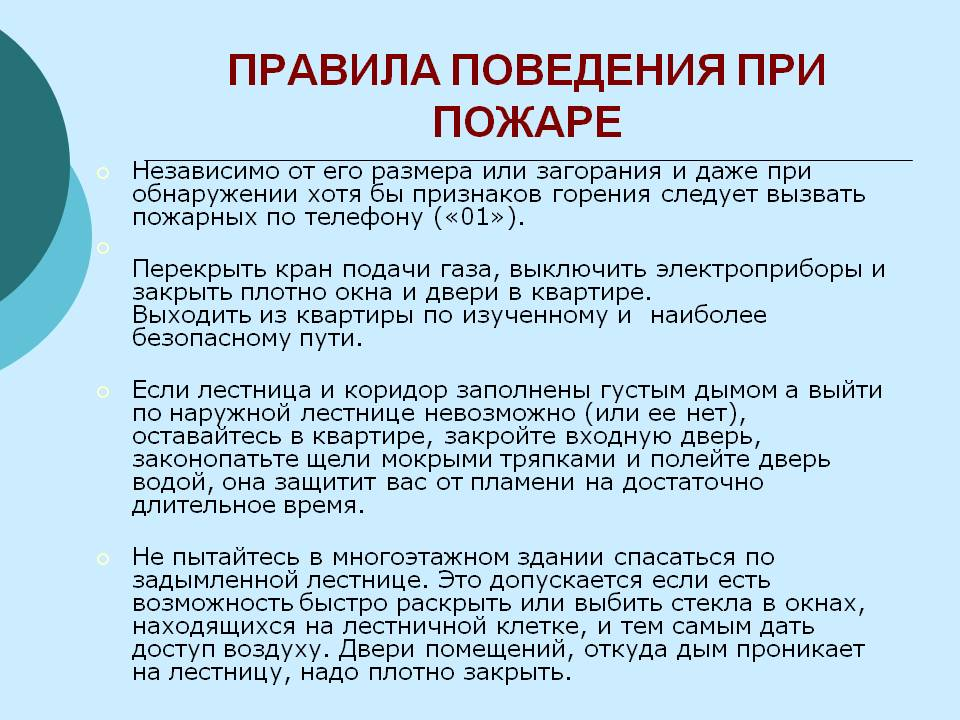 ПРАВИЛА ПОВЕДЕНИЯ ПРИ
ПОЖАРЕ
Независимо от его размера или загорания и даже при
обнаружении хотя бы признаков горения следует вызвать
пожарных по телефону («01»).
Перекрыть кран подачи газа, выключить электроприборы и
закрыть плотно окна и двери в квартире.
Выходить из квартиры по изученному и наиболее
безопасному пути.
Если лестница и коридор заполнены густым дымом а выйти
по наружной лестнице невозможно (или ее нет),
оставайтесь в квартире, закройте входную дверь,
законопатьте щели мокрыми тряпками и полейте дверь
водой, она защитит вас от пламени на достаточно
длительное время.
Не пытайтесь в многоэтажном здании спасаться по
задымленной лестнице. Это допускается если есть
возможность быстро раскрыть или выбить стекла в окнах,
находящихся на лестничной клетке, и тем самым дать
доступ воздуху. Двери помещений, откуда дым проникает
на лестницу, надо плотно закрыть.